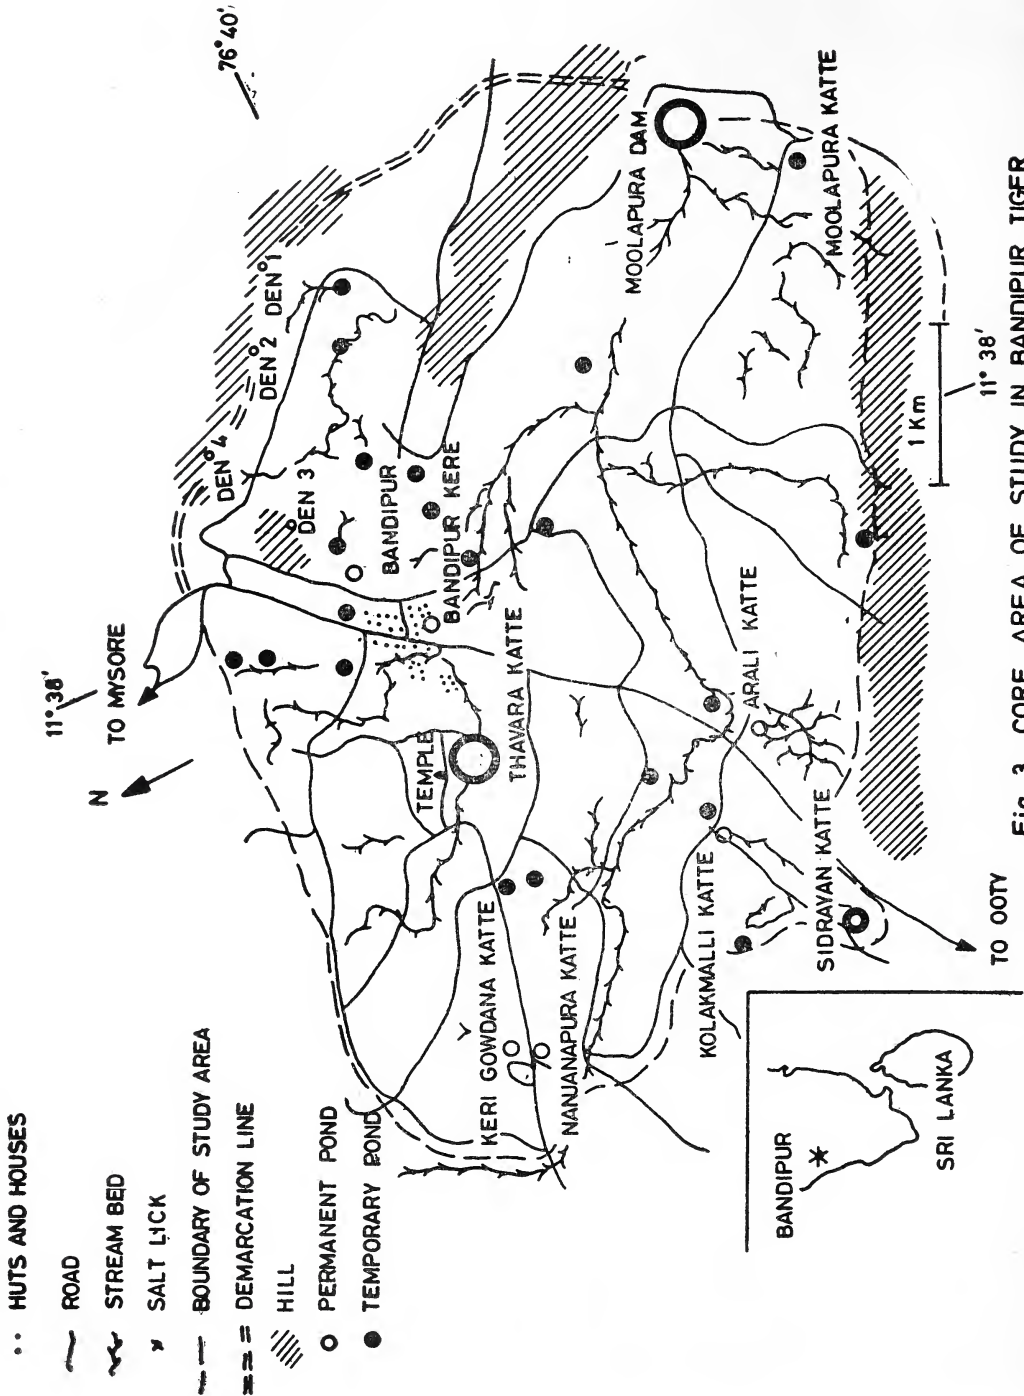 HUTS AND HOUSES
ROAD
STREAM BED
SALT LICK
BOUNDARY OF STUDY AREA
DEMARCATION LINE
HILL
PERMANENT POND
TEMPORARY POND
N
11° 38'
TO MYSORE
76° 40'
DEN 4
DEN 2
DEN 1
DEN 3
BANDIPUR
BANDIPUR KERE
TEMPLE
THAVARA KATTE
KERI GOWDANA KATTE
NANJANAPURA KATTE
MOOLAPURA DAM
MOOLAPURA KATTE
ARALI KATTE
KOLAKMALLI KATTE
SIDRAYAN KATTE
TO OOTY
1 Km
11° 38'
BANDIPUR
SRI LANKA
Fig. 3 CORE AREA OF STUDY IN BANDIPUR TIGER